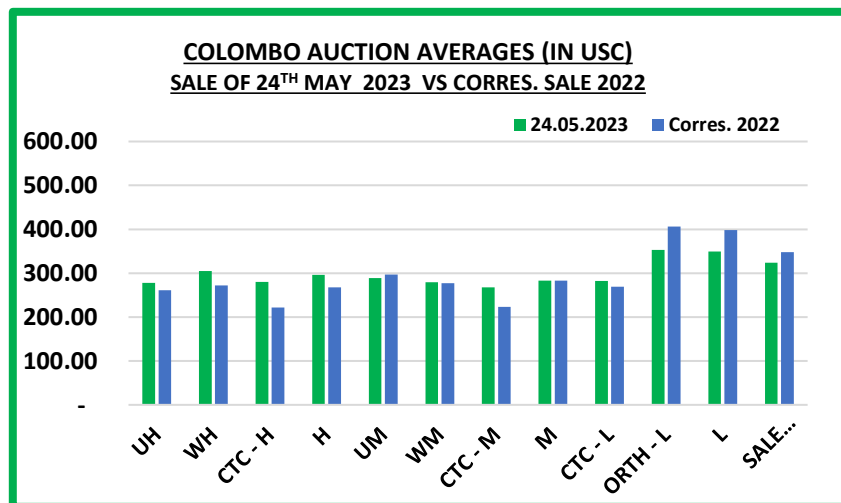 COLOMBO AUCTION AVERAGES (IN USC)
SALE OF 24TH MAY 2023 VS CORRES. SALE 2022
24.05.2023 Corres. 2022
600.00
500.00
400.00
300.00
200.00
100.00
-
UH WH CTC - H H UM WM CTC - M M CTC - L ORTH - L L SALE...